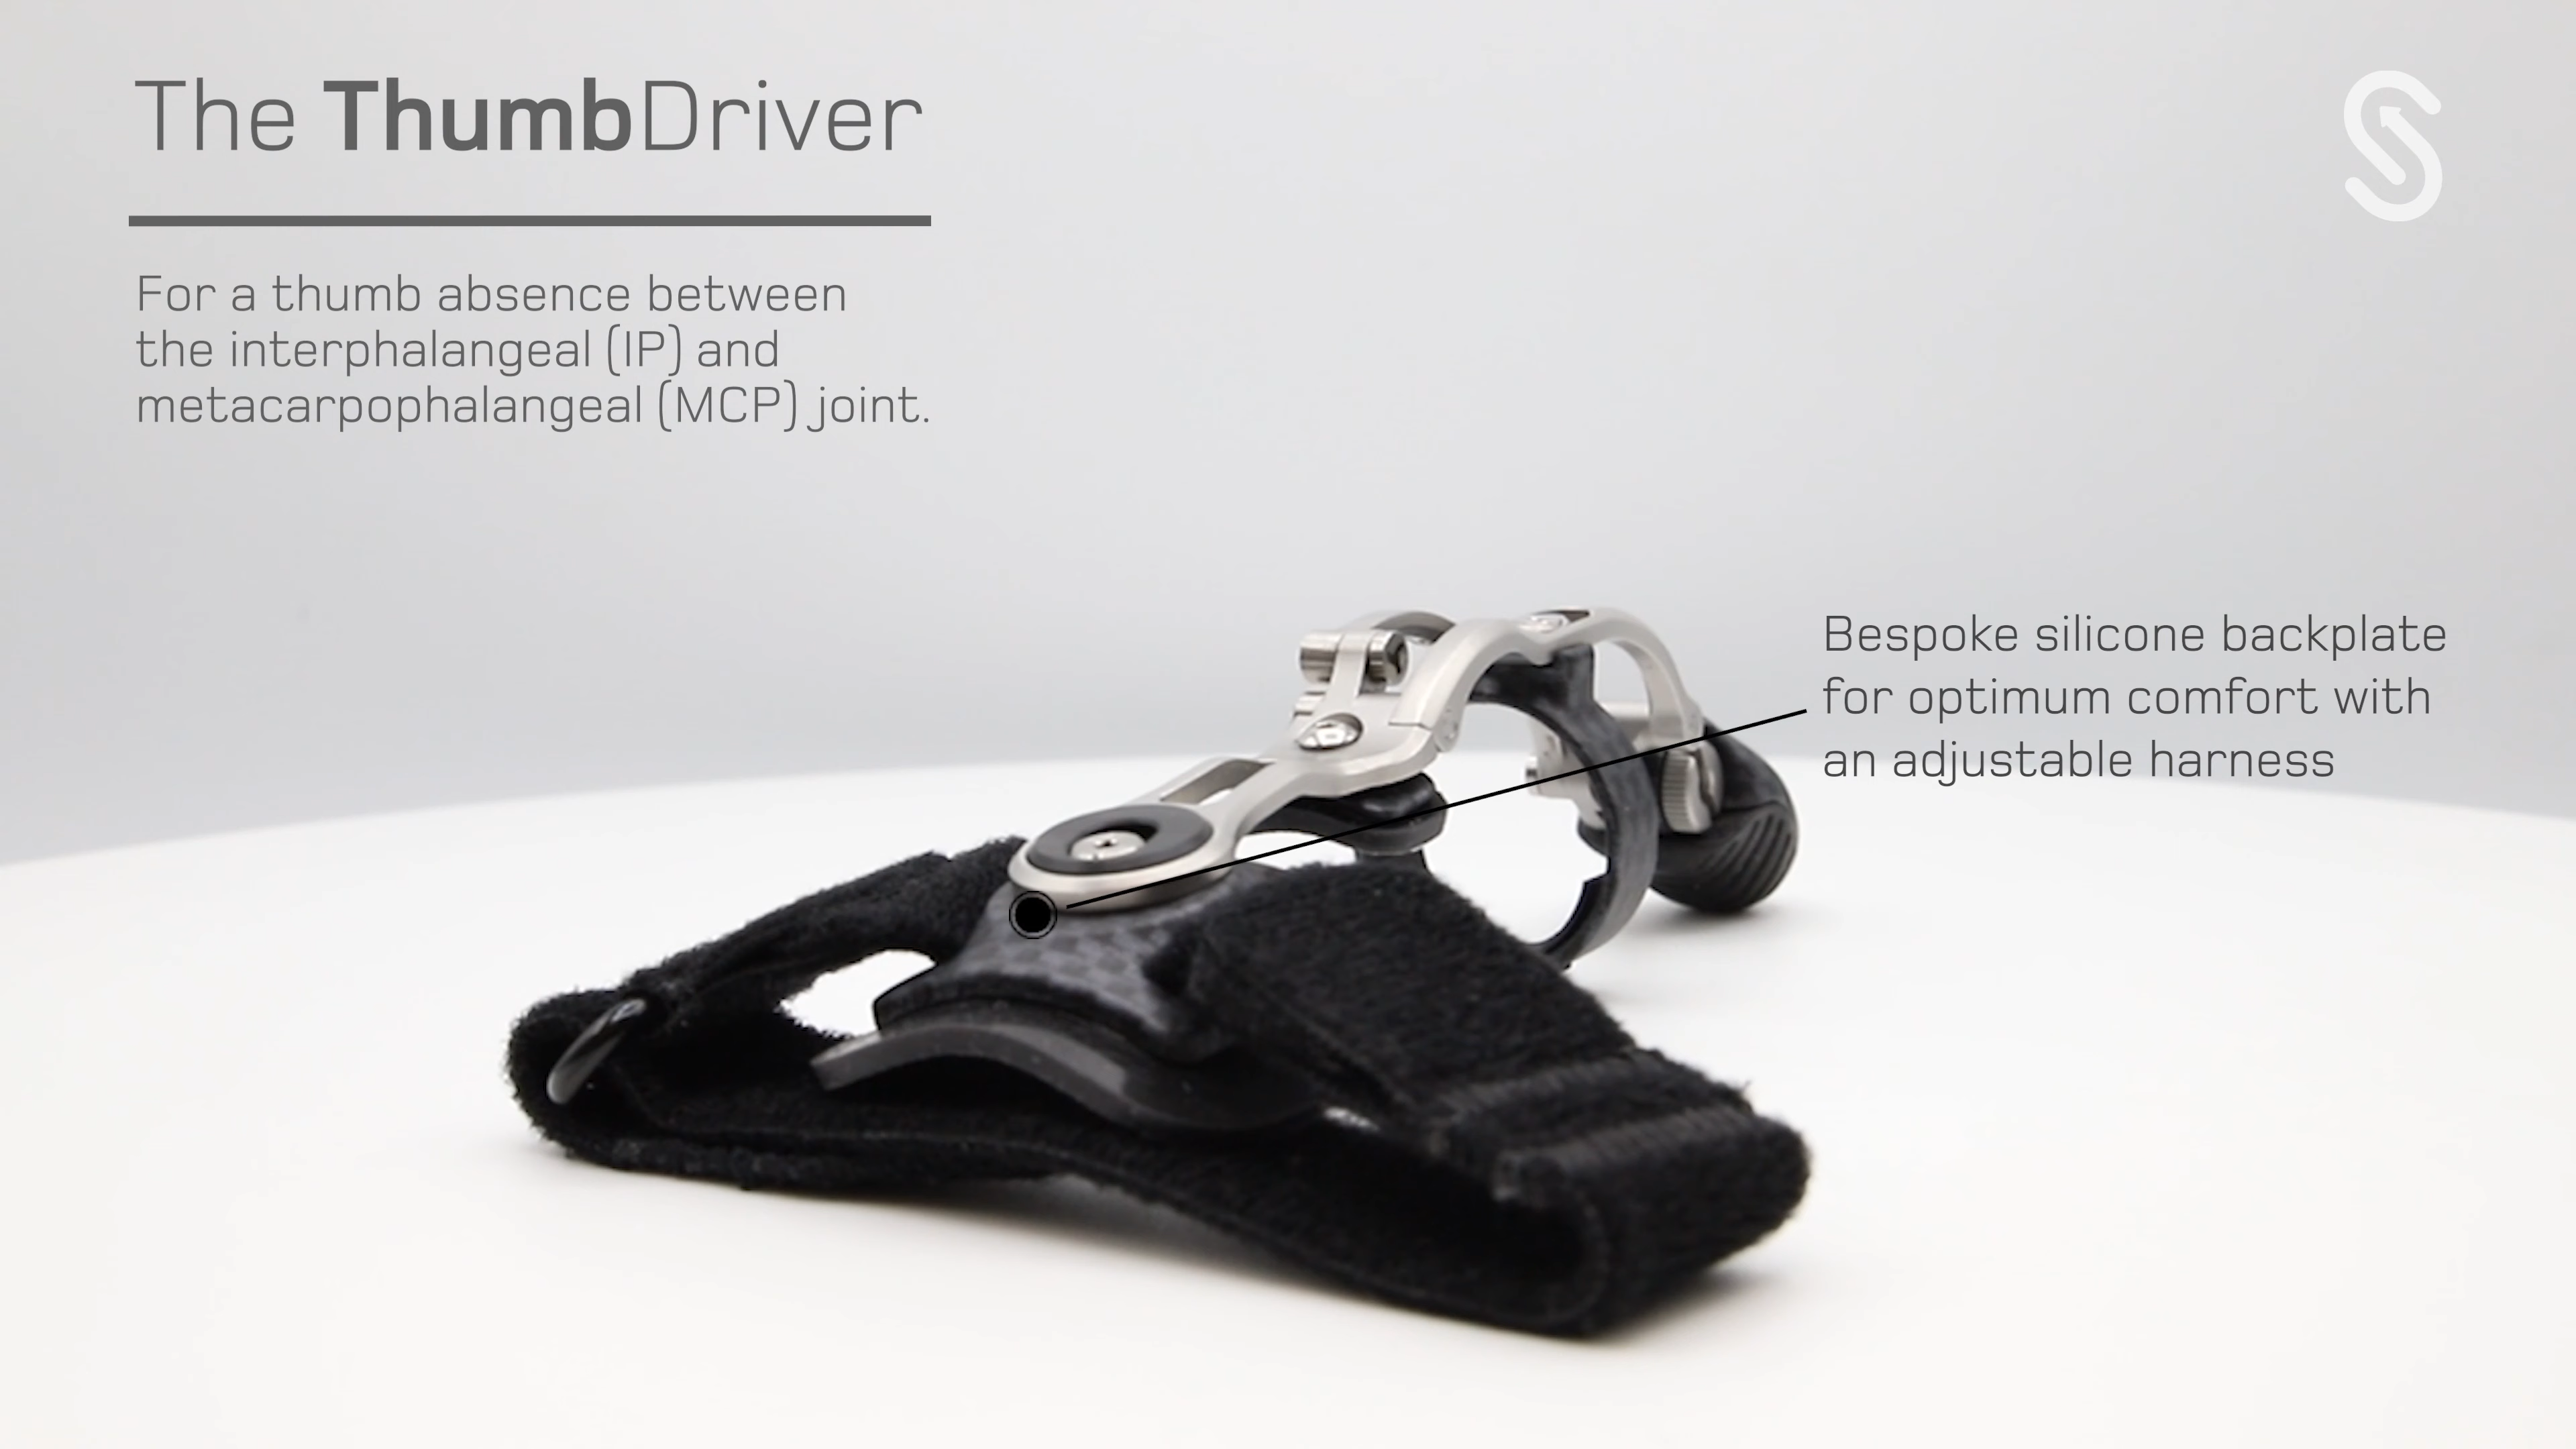 The ThumbDriver
For a thumb absence between
the interphalangeal (IP) and
metacarpophalangeal (MCP) joint.
Bespoke silicone backplate
for optimum comfort with
an adjustable harness